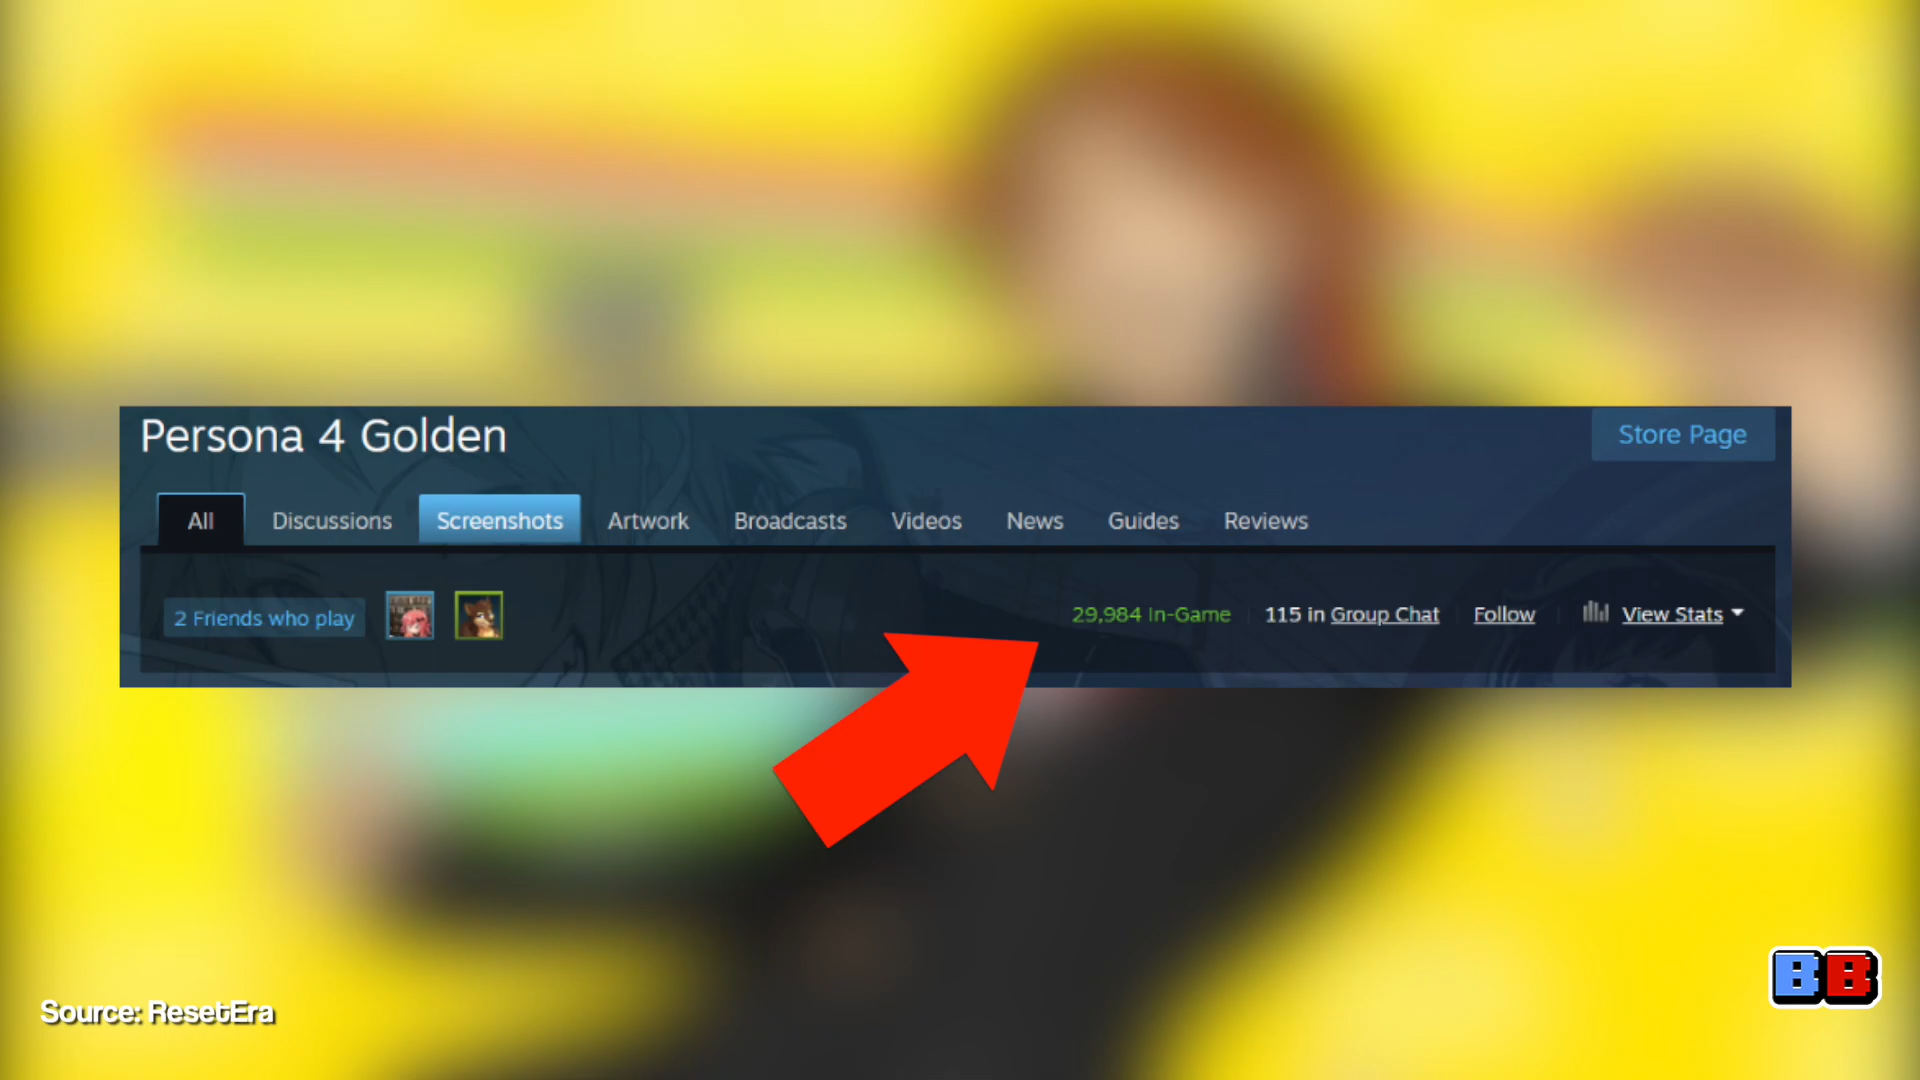 Persona 4 Golden
Store Page
All Discussions Screenshots Artwork Broadcasts Videos News Guides Reviews
2 Friends who play 29,984 In-Game 115 in Group Chat Follow View Stats
Source: ResetEra
BB